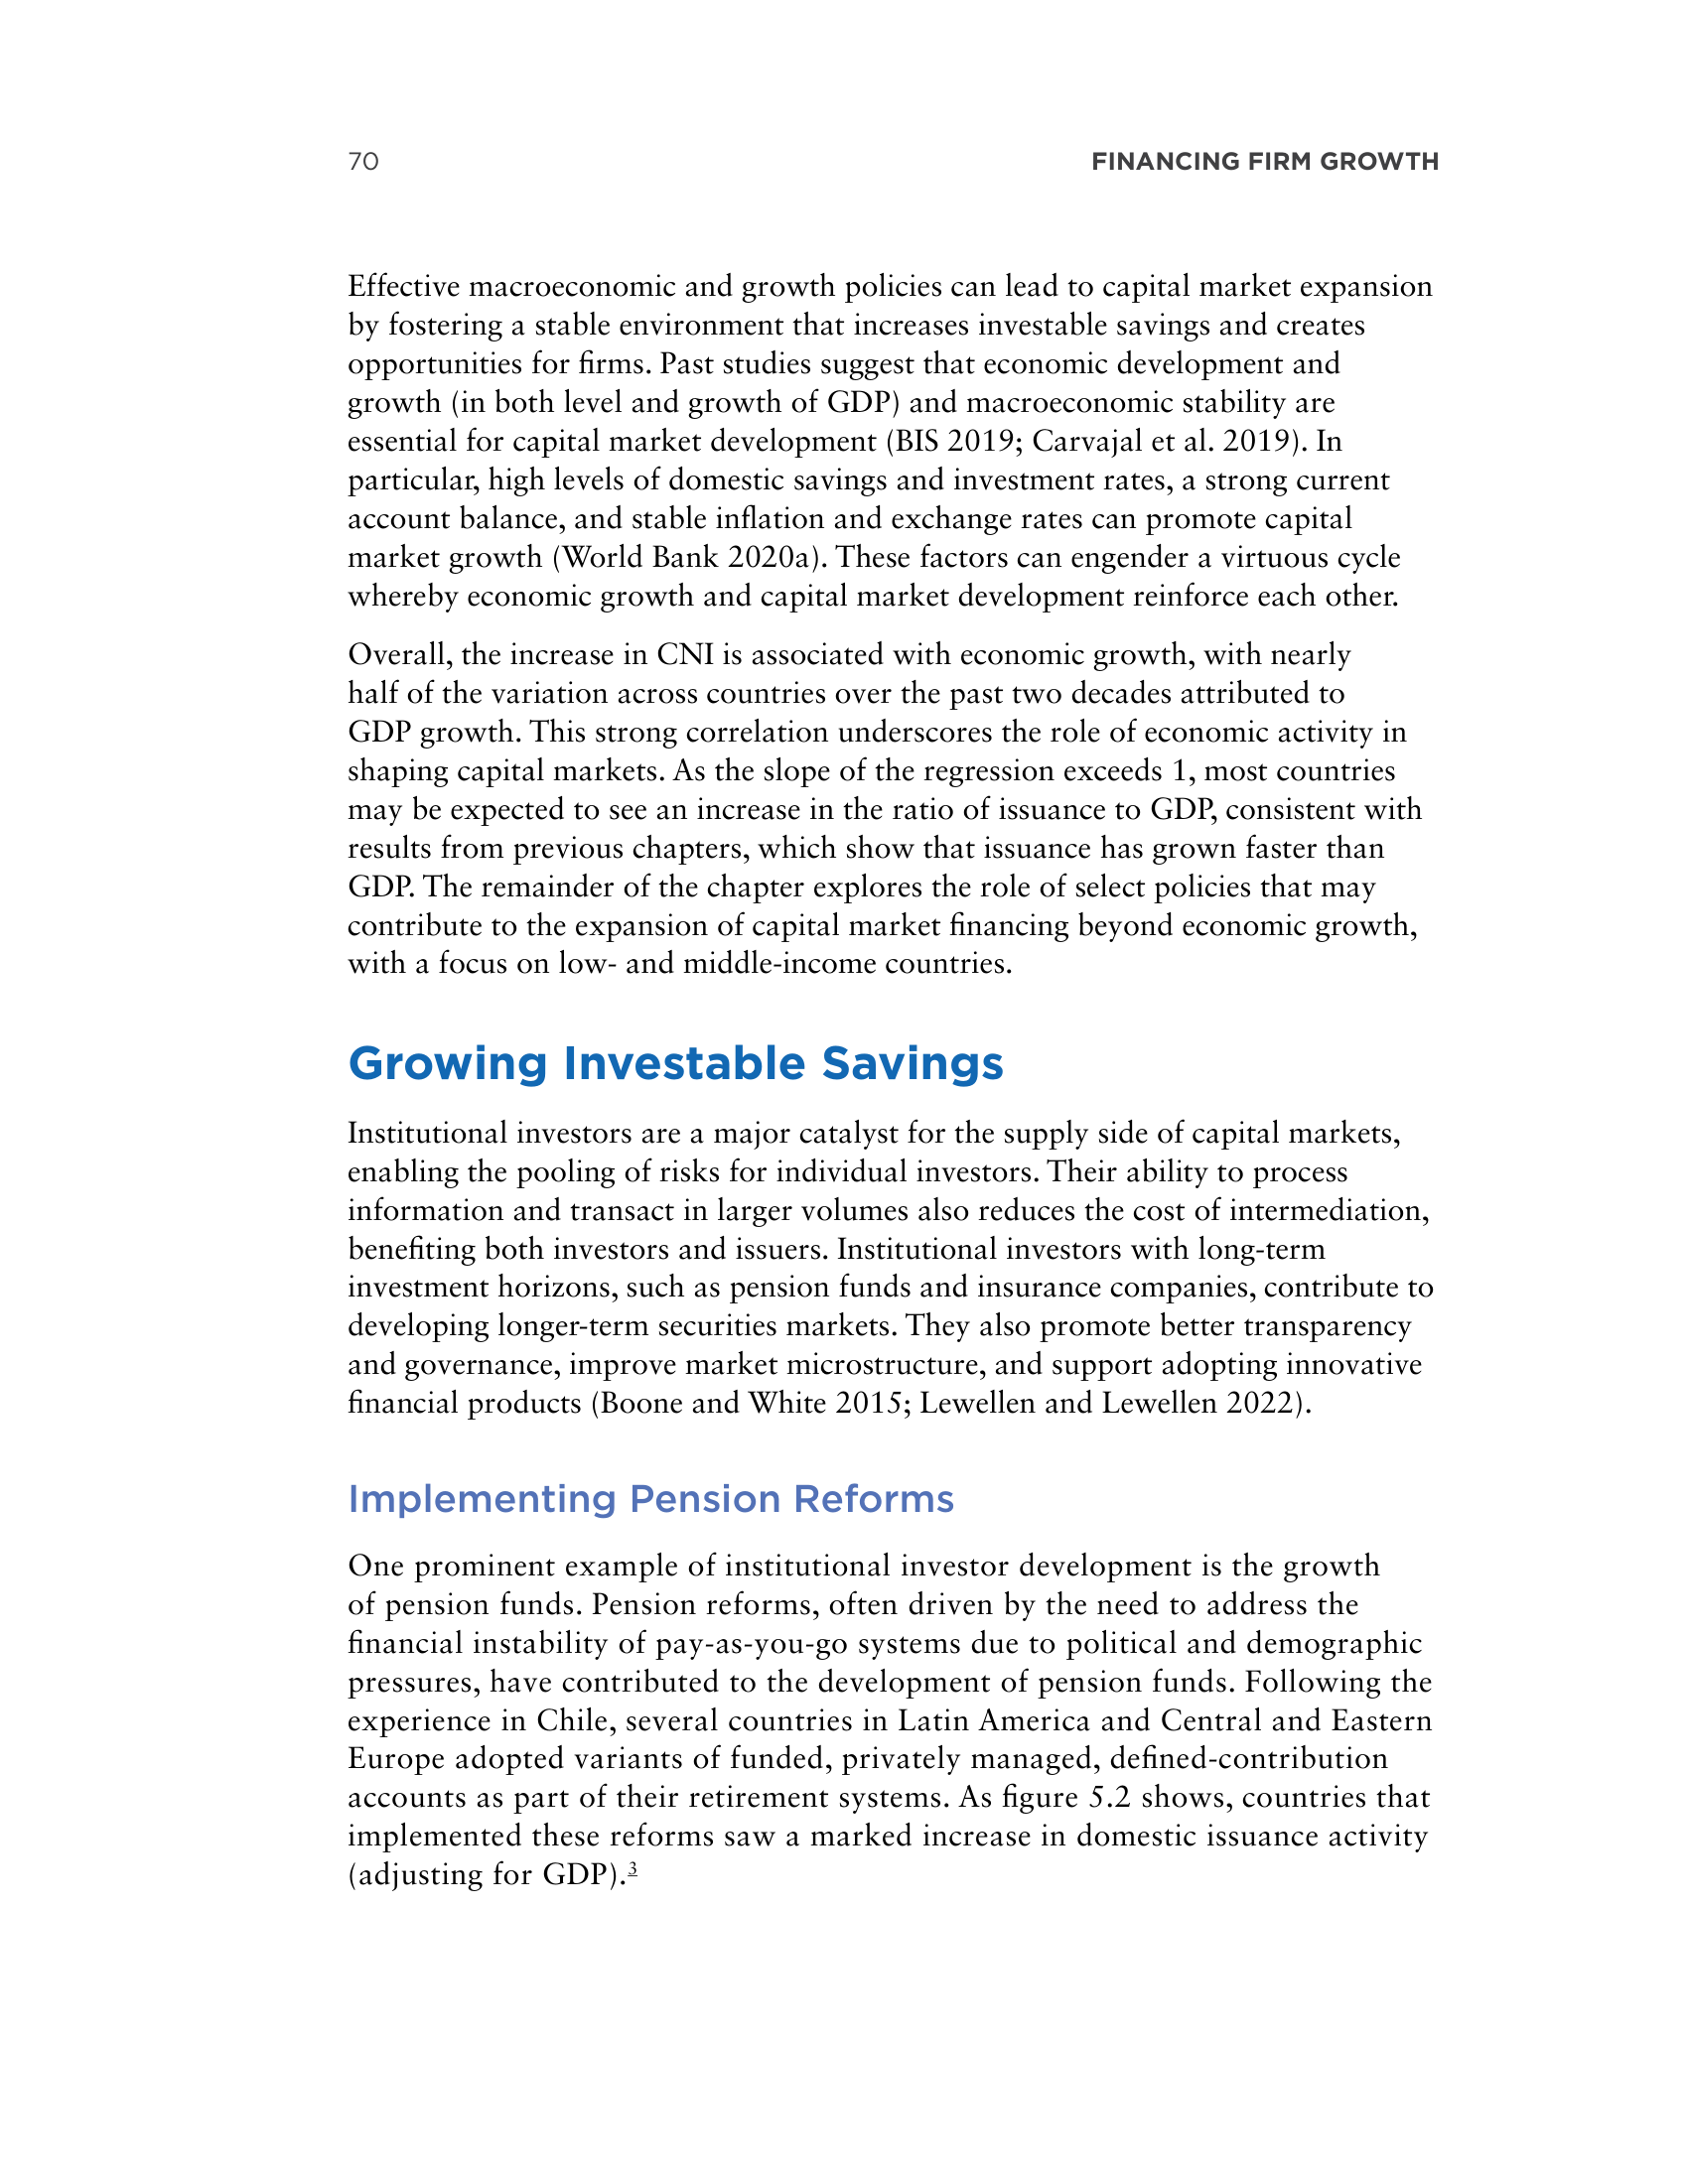 70
FINANCING FIRM GROWTH
Effective macroeconomic and growth policies can lead to capital market expansion
by fostering a stable environment that increases investable savings and creates
opportunities for firms. Past studies suggest that economic development and
growth (in both level and growth of GDP) and macroeconomic stability are
essential for capital market development (BIS 2019; Carvajal et al. 2019). In
particular, high levels of domestic savings and investment rates, a strong current
account balance, and stable inflation and exchange rates can promote capital
market growth (World Bank 2020a). These factors can engender a virtuous cycle
whereby economic growth and capital market development reinforce each other.
Overall, the increase in CNI is associated with economic growth, with nearly
half of the variation across countries over the past two decades attributed to
GDP growth. This strong correlation underscores the role of economic activity in
shaping capital markets. As the slope of the regression exceeds 1, most countries
may be expected to see an increase in the ratio of issuance to GDP, consistent with
results from previous chapters, which show that issuance has grown faster than
GDP. The remainder of the chapter explores the role of select policies that may
contribute to the expansion of capital market financing beyond economic growth,
with a focus on low- and middle-income countries.
Growing Investable Savings
Institutional investors are a major catalyst for the supply side of capital markets,
enabling the pooling of risks for individual investors. Their ability to process
information and transact in larger volumes also reduces the cost of intermediation,
benefiting both investors and issuers. Institutional investors with long-term
investment horizons, such as pension funds and insurance companies, contribute to
developing longer-term securities markets. They also promote better transparency
and governance, improve market microstructure, and support adopting innovative
financial products (Boone and White 2015; Lewellen and Lewellen 2022).
Implementing Pension Reforms
One prominent example of institutional investor development is the growth
of pension funds. Pension reforms, often driven by the need to address the
financial instability of pay-as-you-go systems due to political and demographic
pressures, have contributed to the development of pension funds. Following the
experience in Chile, several countries in Latin America and Central and Eastern
Europe adopted variants of funded, privately managed, defined-contribution
accounts as part of their retirement systems. As figure 5.2 shows, countries that
implemented these reforms saw a marked increase in domestic issuance activity
(adjusting for GDP).3